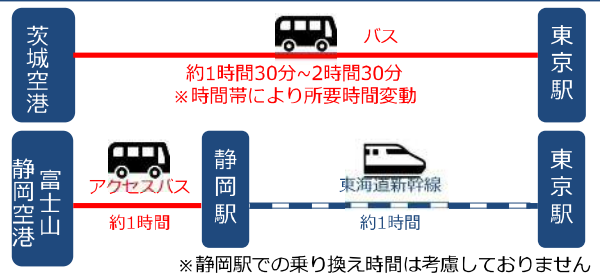 茨城空港
バス
約1時間30分~2時間30分
※時間帯により所要時間変動
東京駅
富士山
静岡空港
アクセスバス
約1時間
静岡駅
東海道新幹線
約1時間
東京駅
※静岡駅での乗り換え時間は考慮しておりません